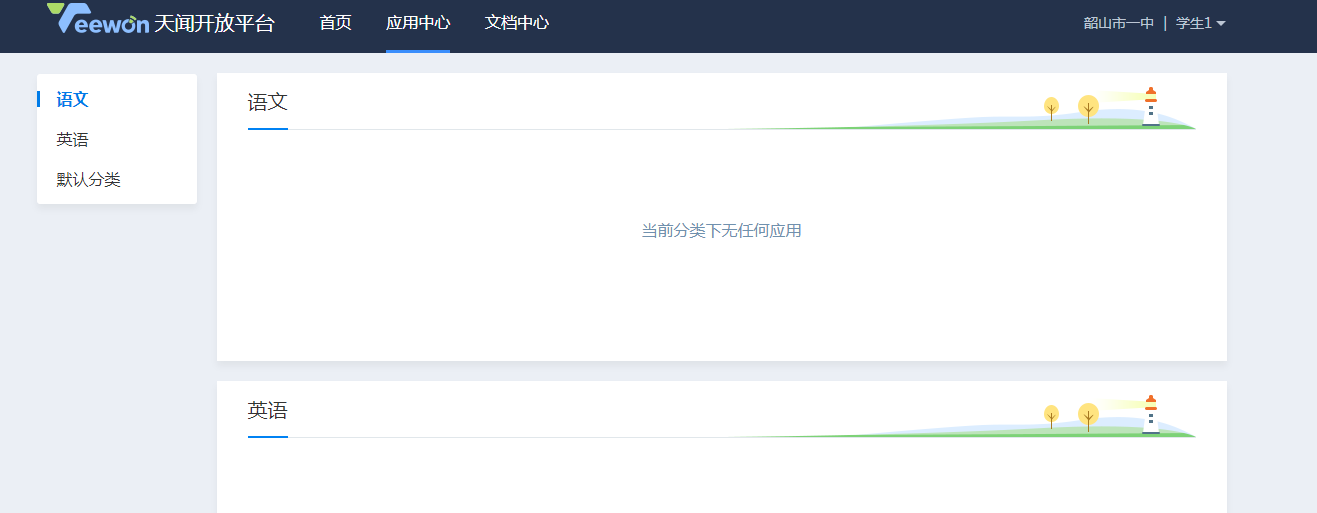 Teewon 天闻开放平台 首页 应用中心 文档中心 韶山市一中 | 学生1
语文
英语
默认分类
语文
当前分类下无任何应用
英语